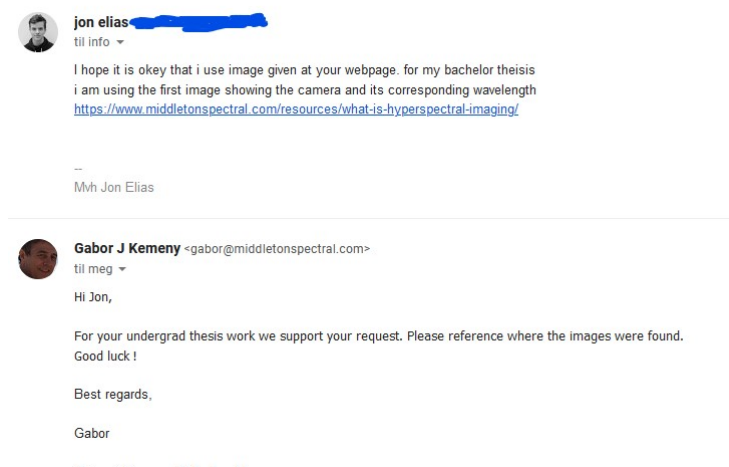 jon elias
til info
I hope it is okey that i use image given at your webpage. for my bachelor theisis
i am using the first image showing the camera and its corresponding wavelength
https://www.middletonspectral.com/resources/what-is-hyperspectral-imaging/
--
Mvh Jon Elias
Gabor J Kemeny <gabor@middletonspectral.com>
til meg
Hi Jon,
For your undergrad thesis work we support your request. Please reference where the images were found.
Good luck !
Best regards,
Gabor